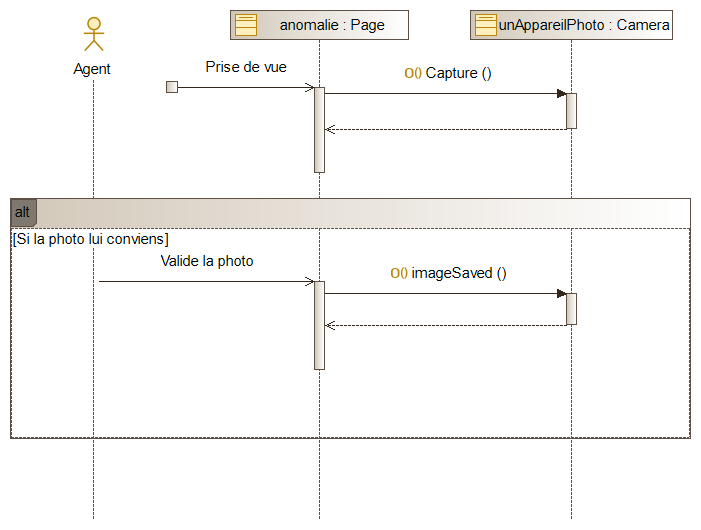 anomalie : Page
unAppareilPhoto : Camera
Agent
Prise de vue
O() Capture ()
alt
[Si la photo lui conviens]
Valide la photo
O() imageSaved ()